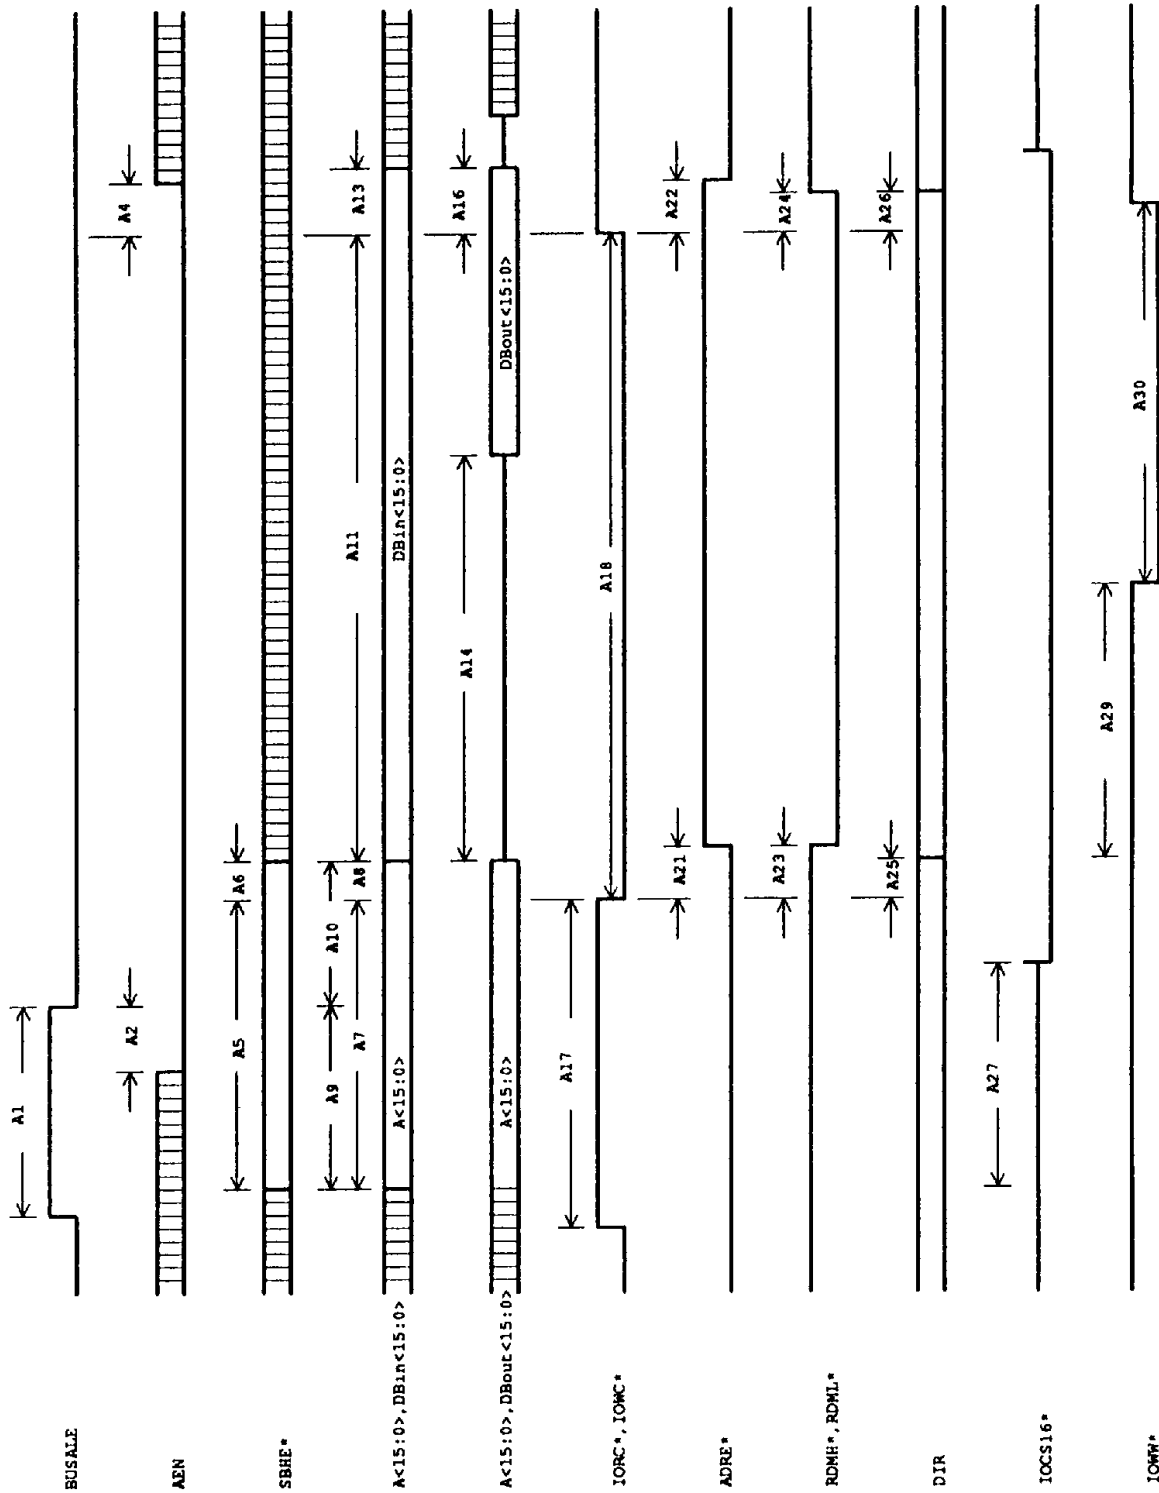 BUSALE
A1
AEN
A2
A4
SBHE*
A5
A6
A<15:0>,DBin<15:0>
A9
A10
A7
A8
A11
A13
A<15:0>
DBin<15:0>
A<15:0>,DBout<15:0>
A14
A16
A<15:0>
DBout<15:0>
IORC*,IOWC*
A17
A18
ADRE*
A21
A22
RDMH*,RDML*
A23
A24
DIR
A25
A26
IOCS16*
A27
IOWW*
A29
A30